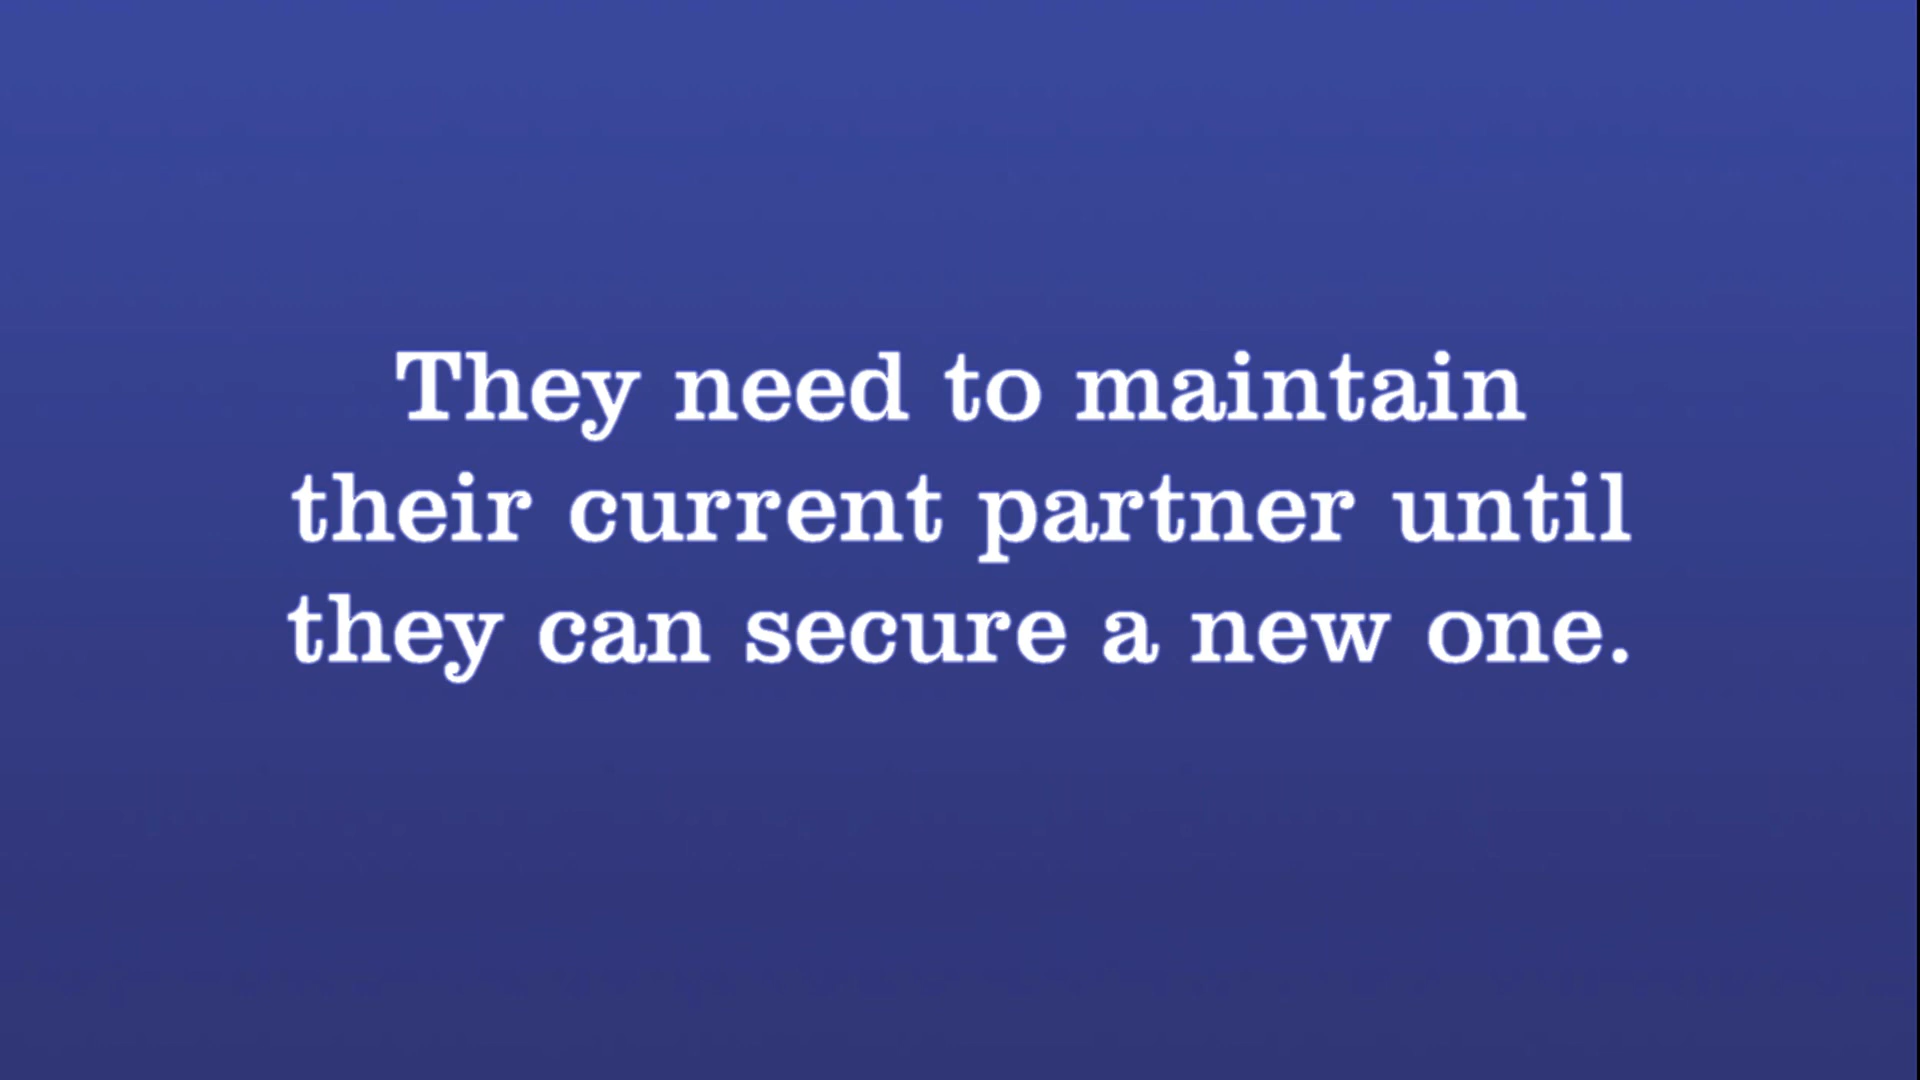 They need to maintain
their current partner until
they can secure a new one.